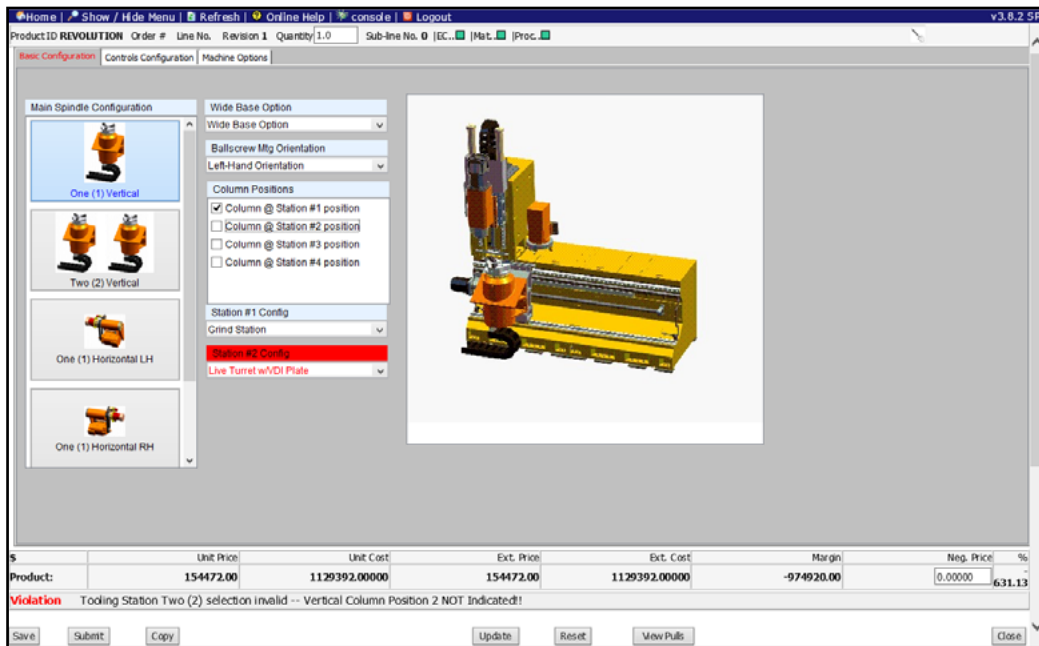 Home | Show / Hide Menu | Refresh | Online Help | console | Logout v3.8.2 SP
Product ID REVOLUTION Order # Line No. Revision 1 Quantity 1.0 Sub-line No. 0 |EC.. |Mat.. |Proc..
Basic Configuration Controls Configuration Machine Options
Main Spindle Configuration
One (1) Vertical
Two (2) Vertical
One (1) Horizontal LH
One (1) Horizontal RH
Wide Base Option
Wide Base Option
Ballscrew Mtg Orientation
Left-Hand Orientation
Column Positions
Column @ Station #1 position
Column @ Station #2 position
Column @ Station #3 position
Column @ Station #4 position
Station #1 Config
Grind Station
Station #2 Config
Live Turret w/VDI Plate
$ Unit Price Unit Cost Ext. Price Ext. Cost Margin Neg. Price %
Product: 154472.00 1129392.00000 154472.00 1129392.00000 -974920.00 0.00000 -631.13
Violation Tooling Station Two (2) selection invalid -- Vertical Column Position 2 NOT Indicated!!
Save Submit Copy Update Reset View Pulls Close